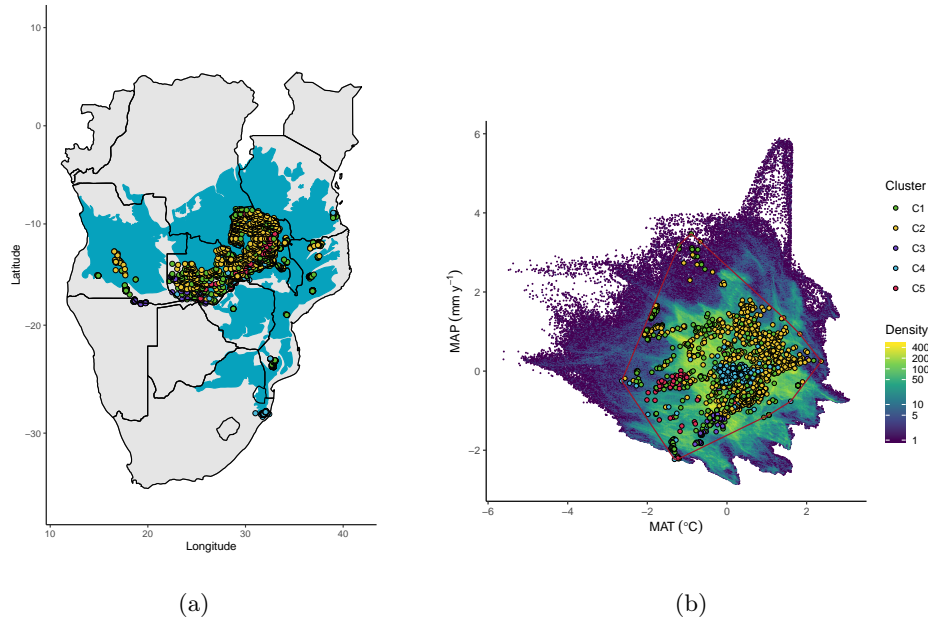 10
0
−10
−20
−30
Latitude
10
20
30
40
Longitude
(a)
6
4
2
0
−2
MAP (mm y⁻¹)
−6
−4
−2
0
2
MAT (°C)
(b)
Cluster
C1
C2
C3
C4
C5
Density
400
200
100
50
10
5
1